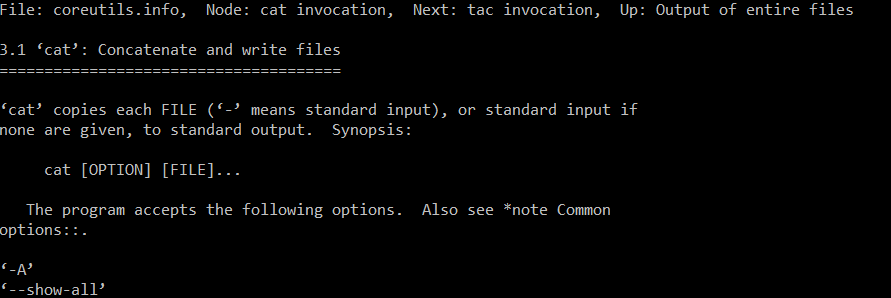 File: coreutils.info,  Node: cat invocation,  Next: tac invocation,  Up: Output of entire files
3.1 ‘cat’: Concatenate and write files
======================================
‘cat’ copies each FILE (‘-’ means standard input), or standard input if
none are given, to standard output.  Synopsis:
     cat [OPTION] [FILE]...
   The program accepts the following options.  Also see *note Common
options::.
‘-A’
‘--show-all’